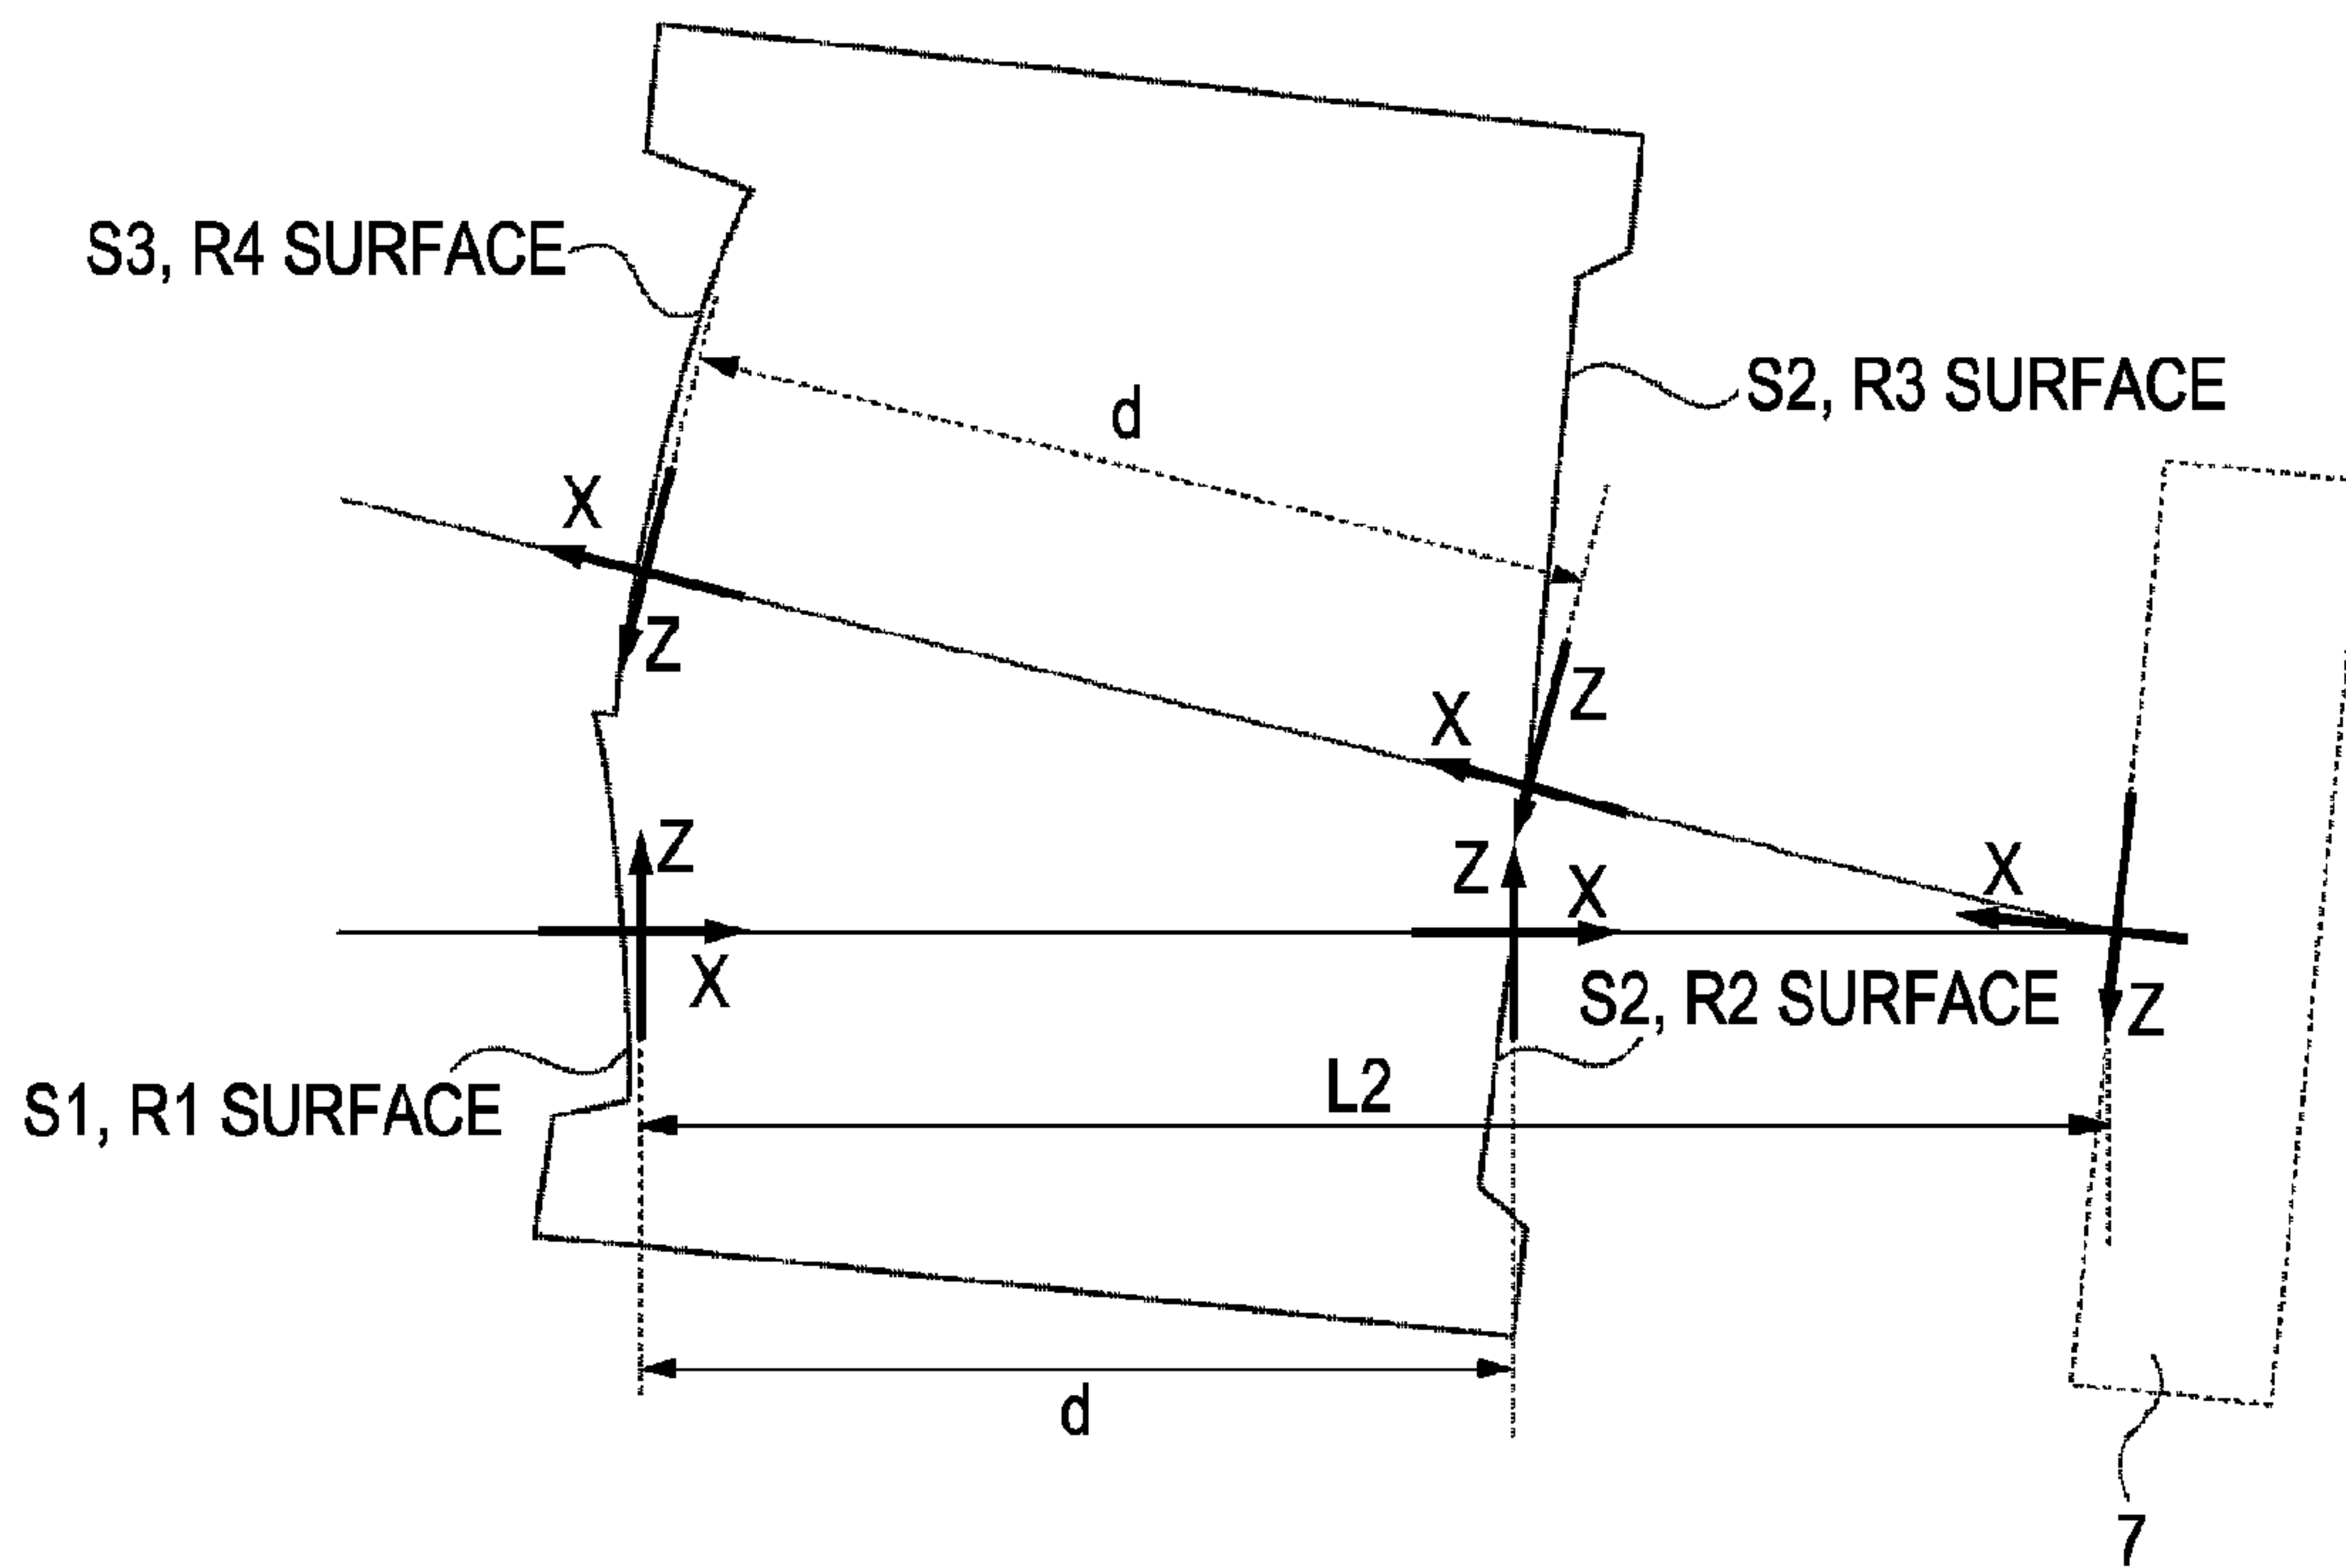 S3, R4 SURFACE
S2, R3 SURFACE
d
X
Z
Z
X
Z
Z
X
X
X
Z
S2, R2 SURFACE
L2
S1, R1 SURFACE
d
7